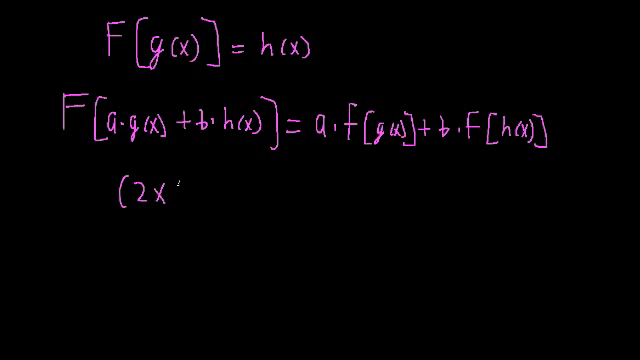 F[g(x)] = h(x)
F[a·g(x) + b·h(x)] = a·f[g(x)] + b·F[h(x)]
(2x